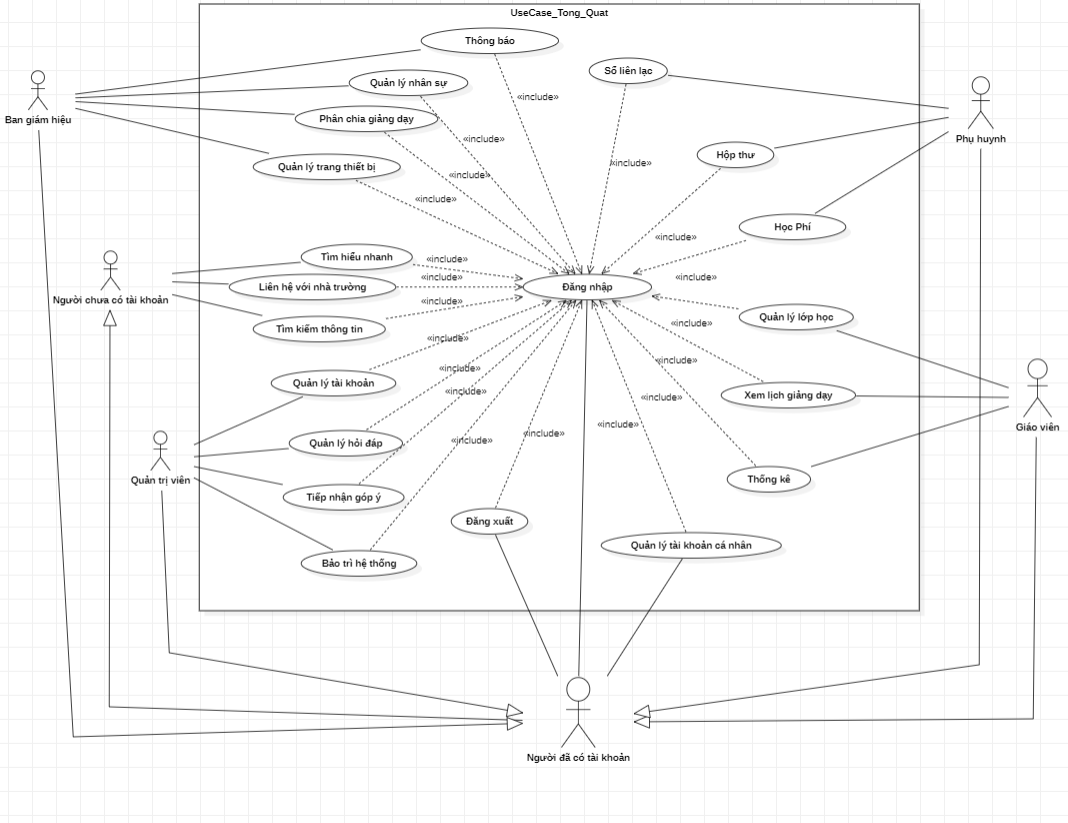 UseCase_Tong_Quat
Thông báo
Sổ liên lạc
Quản lý nhân sự
«include»
Ban giám hiệu
Phân chia giảng dạy
Phụ huynh
«include»
Hộp thư
Quản lý trang thiết bị
«include»
«include»
«include»
Học Phí
«include»
Tìm hiểu nhanh
«include»
Liên hệ với nhà trường
«include»
«include»
Đăng nhập
Người chưa có tài khoản
«include»
Tìm kiếm thông tin
Quản lý lớp học
«include»
«include»
«include»
«include»
Quản lý tài khoản
«include»
«include»
Xem lịch giảng dạy
Giáo viên
«include»
«include»
«include»
Quản lý hỏi đáp
Quản trị viên
Thống kê
Tiếp nhận góp ý
Đăng xuất
Quản lý tài khoản cá nhân
Bảo trì hệ thống
Người đã có tài khoản